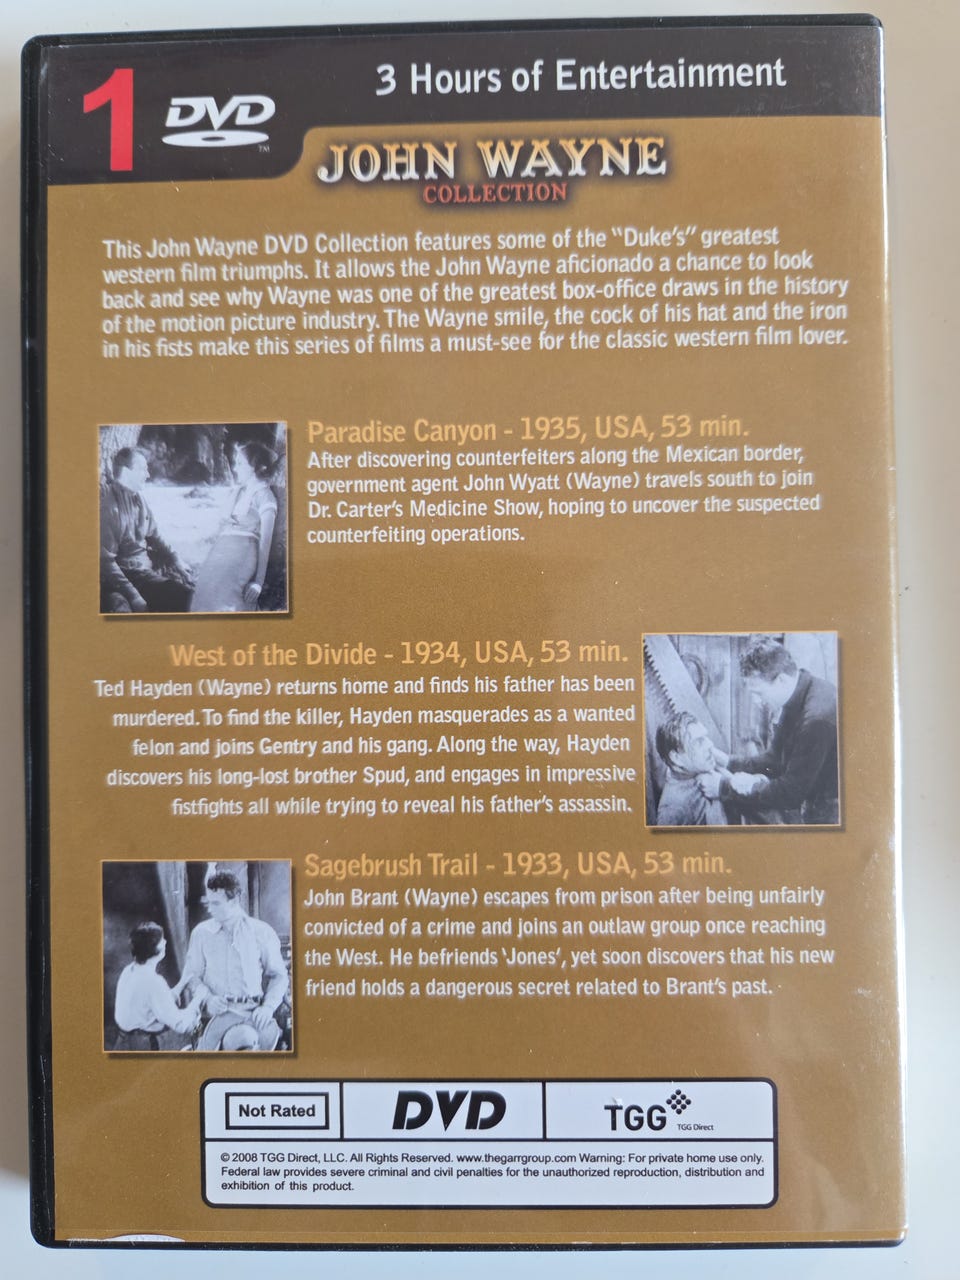 1 DVD
TM
3 Hours of Entertainment
JOHN WAYNE
COLLECTION
This John Wayne DVD Collection features some of the "Duke's" greatest
western film triumphs. It allows the John Wayne aficionado a chance to look
back and see why Wayne was one of the greatest box-office draws in the history
of the motion picture industry. The Wayne smile, the cock of his hat and the iron
in his fists make this series of films a must-see for the classic western film lover.
Paradise Canyon - 1935, USA, 53 min.
After discovering counterfeiters along the Mexican border,
government agent John Wyatt (Wayne) travels south to join
Dr. Carter's Medicine Show, hoping to uncover the suspected
counterfeiting operations.
West of the Divide - 1934, USA, 53 min.
Ted Hayden (Wayne) returns home and finds his father has been
murdered. To find the killer, Hayden masquerades as a wanted
felon and joins Gentry and his gang. Along the way, Hayden
discovers his long-lost brother Spud, and engages in impressive
fistfights all while trying to reveal his father's assassin.
Sagebrush Trail - 1933, USA, 53 min.
John Brant (Wayne) escapes from prison after being unfairly
convicted of a crime and joins an outlaw group once reaching
the West. He befriends 'Jones', yet soon discovers that his new
friend holds a dangerous secret related to Brant's past.
Not Rated
DVD
TGG
TGG Direct
© 2008 TGG Direct, LLC. All Rights Reserved. www.thegarrgroup.com Warning: For private home use only.
Federal law provides severe criminal and civil penalties for the unauthorized reproduction, distribution and
exhibition of this product.